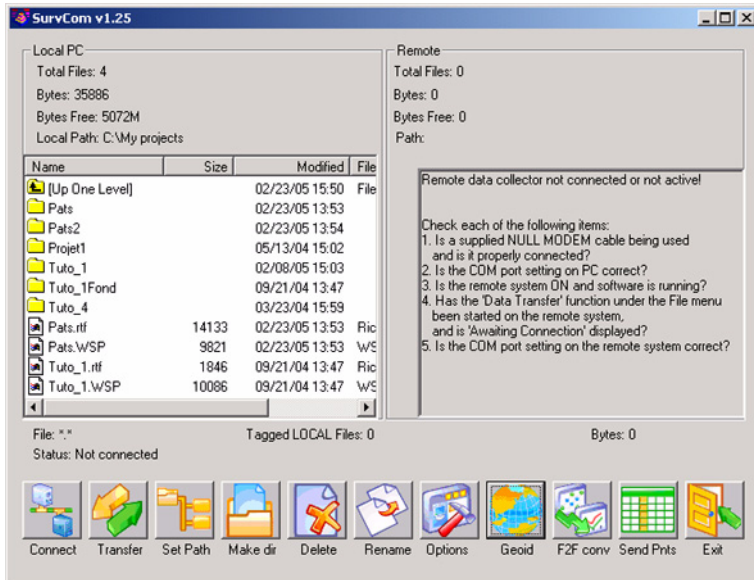 SurvCom v1.25
Local PC
Total Files: 4
Bytes: 35886
Bytes Free: 5072M
Local Path: C:\My projects
Name Size Modified File
[Up One Level] 02/23/05 15:50 File
Pats 02/23/05 13:53
Pats2 02/23/05 13:54
Projet1 05/13/04 15:02
Tuto_1 02/08/05 15:03
Tuto_1Fond 09/21/04 13:47
Tuto_4 03/23/04 15:59
Pats.rtf 14133 02/23/05 13:53 Ric
Pats.WSP 9821 02/23/05 13:53 WS
Tuto_1.rtf 1846 09/21/04 13:47 Ric
Tuto_1.WSP 10086 09/21/04 13:47 WS
Remote
Total Files: 0
Bytes: 0
Bytes Free: 0
Path:
Remote data collector not connected or not active!
Check each of the following items:
1. Is a supplied NULL MODEM cable being used
and is it properly connected?
2. Is the COM port setting on PC correct?
3. Is the remote system ON and software is running?
4. Has the 'Data Transfer' function under the File menu
been started on the remote system,
and is 'Awaiting Connection' displayed?
5. Is the COM port setting on the remote system correct?
File: *.* Tagged LOCAL Files: 0 Bytes: 0
Status: Not connected
Connect Transfer Set Path Make dir Delete Rename Options Geoid F2F conv Send Pnts Exit